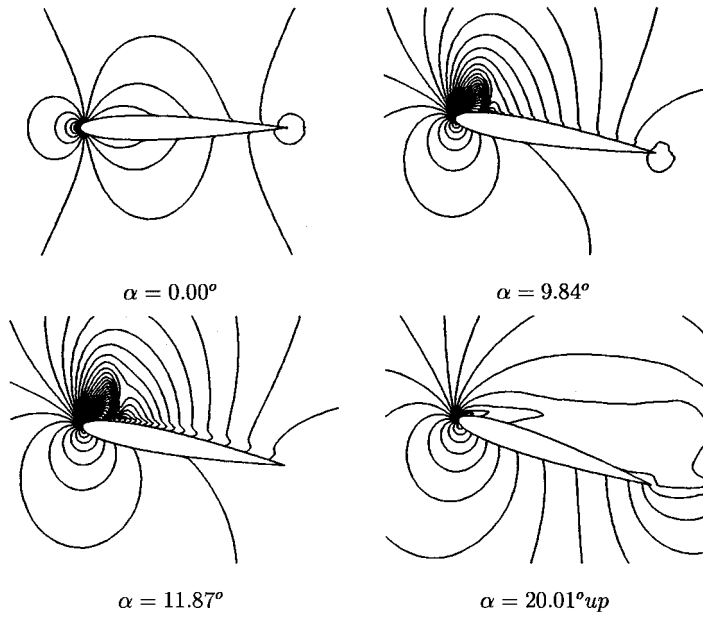 α = 0.00°
α = 9.84°
α = 11.87°
α = 20.01° up